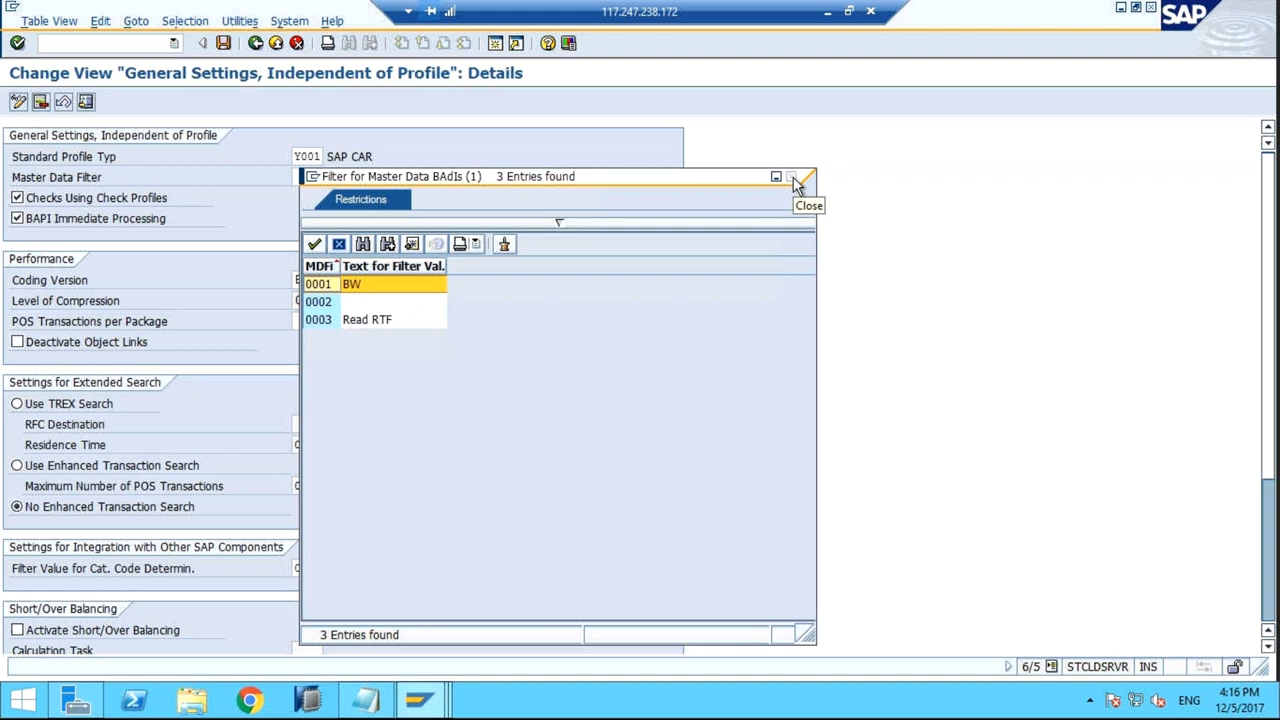 117.247.238.172
Table View Edit Goto Selection Utilities System Help
SAP
Change View "General Settings, Independent of Profile": Details
General Settings, Independent of Profile
Standard Profile Typ Y001 SAP CAR
Master Data Filter
Checks Using Check Profiles
BAPI Immediate Processing
Performance
Coding Version
Level of Compression
POS Transactions per Package
Deactivate Object Links
Settings for Extended Search
Use TREX Search
RFC Destination
Residence Time
Use Enhanced Transaction Search
Maximum Number of POS Transactions
No Enhanced Transaction Search
Settings for Integration with Other SAP Components
Filter Value for Cat. Code Determin.
Short/Over Balancing
Activate Short/Over Balancing
Calculation Task
Filter for Master Data BAdIs (1) 3 Entries found
Close
Restrictions
MDFi Text for Filter Val.
0001 BW
0002
0003 Read RTF
3 Entries found
6/5 STCLDSRVR INS
ENG
4:16 PM
12/5/2017